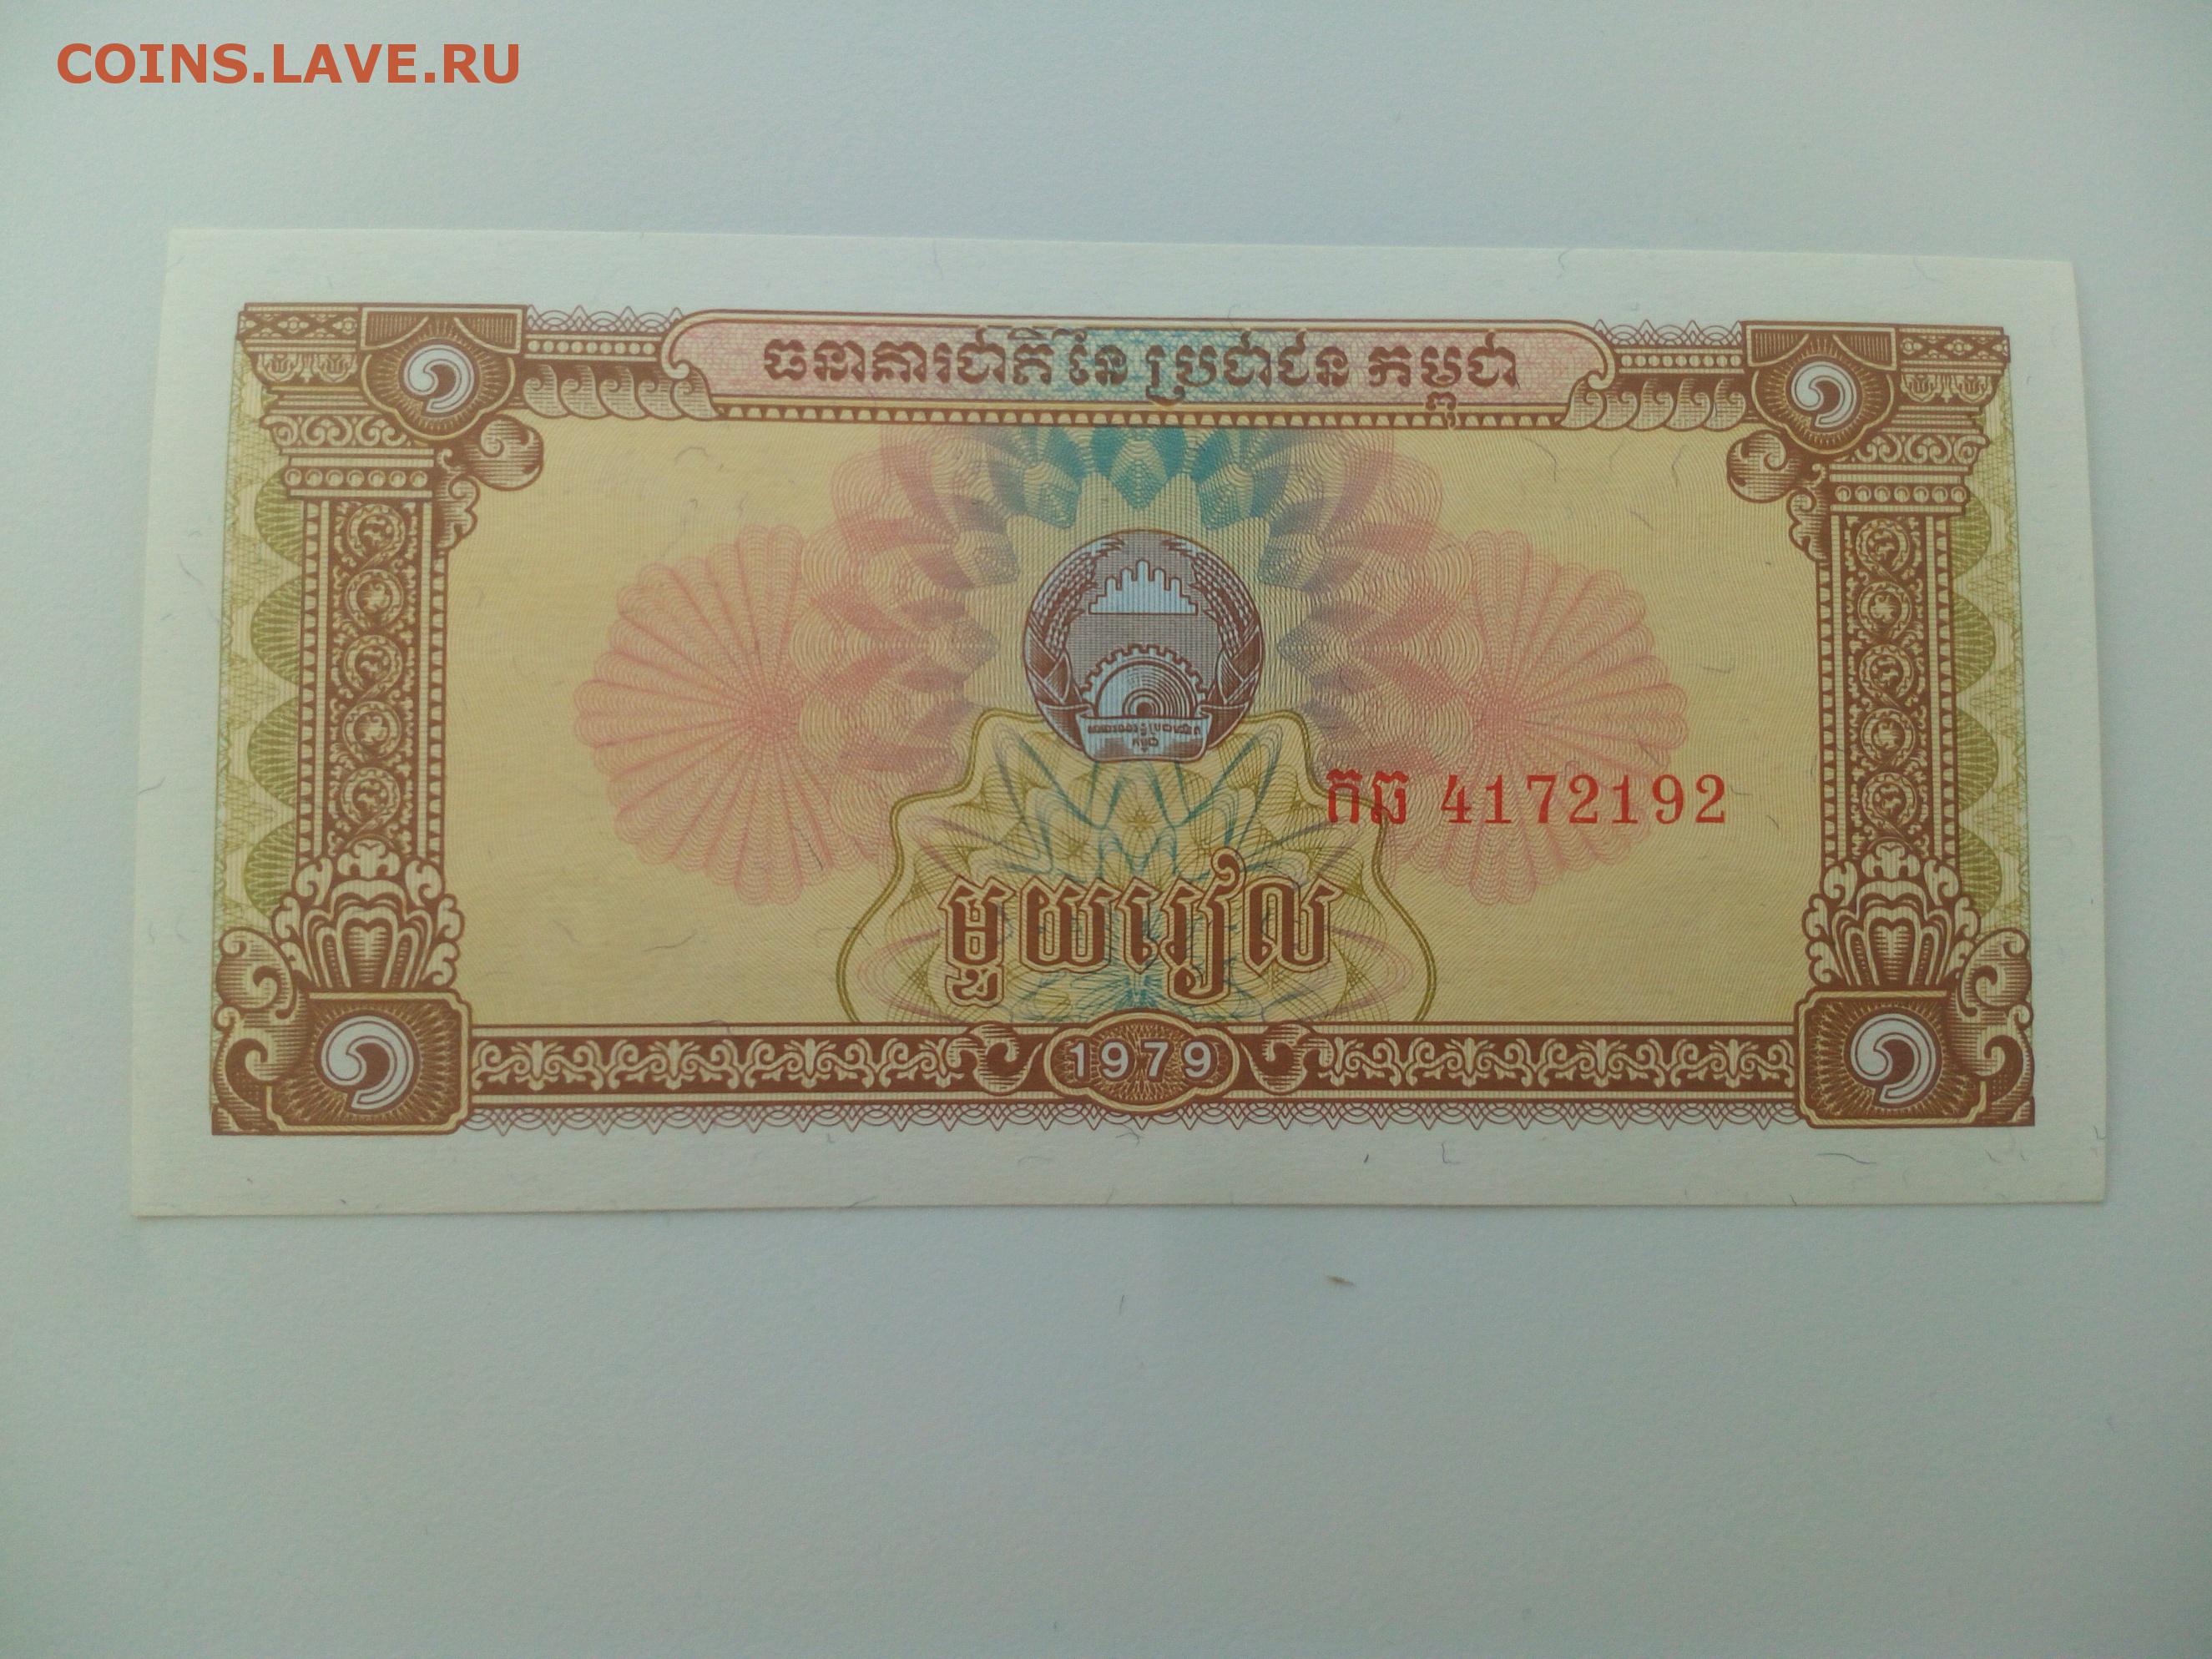 COINS.LAVE.RU
១ ធនាគារជាតិ នៃ ប្រជាជន កម្ពុជា ១
កឆ 4172192
មួយរៀល
១ 1979 ១